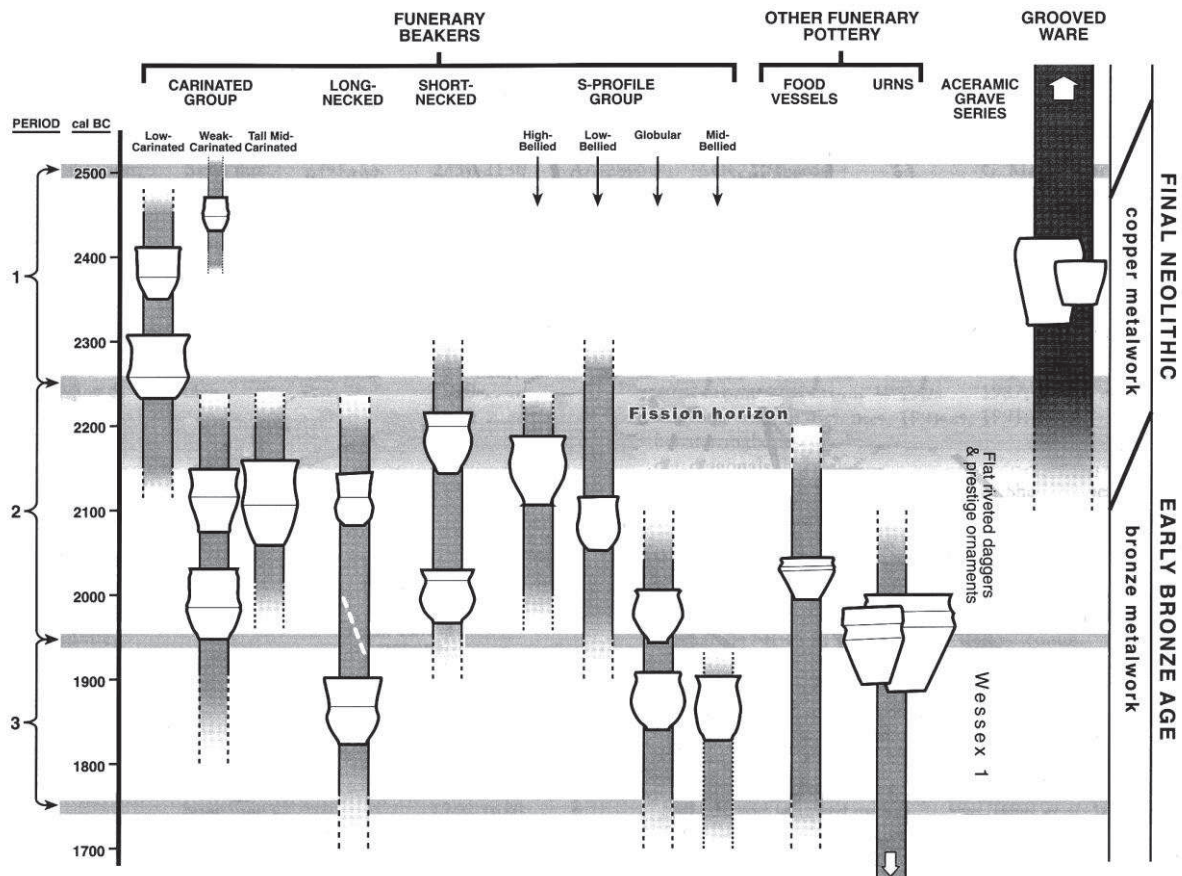 FUNERARY
BEAKERS
OTHER FUNERARY
POTTERY
GROOVED
WARE
CARINATED
GROUP
LONG-
NECKED
SHORT-
NECKED
S-PROFILE
GROUP
FOOD
VESSELS
URNS
ACERAMIC
GRAVE
SERIES
PERIOD
cal BC
Low-
Carinated
Weak-
Carinated
Tall Mid-
Carinated
High-
Bellied
Low-
Bellied
Globular
Mid-
Bellied
2500
2400
1
2300
2200
Fission horizon
2100
2
2000
1900
3
1800
1700
Flat riveted daggers
& prestige ornaments
Wessex 1
copper metalwork
bronze metalwork
FINAL NEOLITHIC
EARLY BRONZE AGE